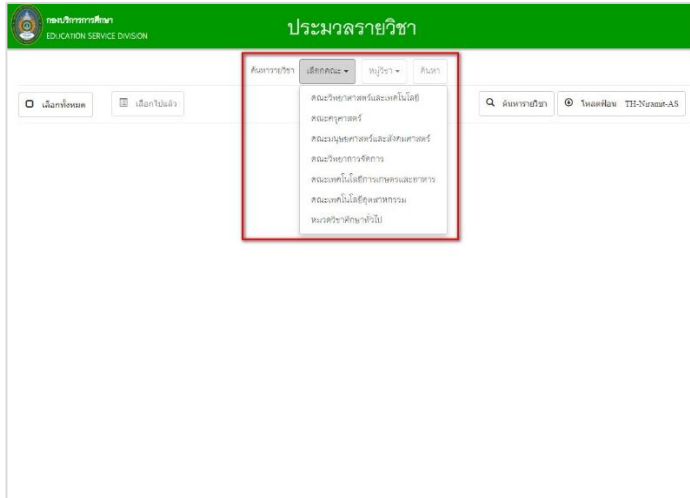 กองบริการการศึกษา
EDUCATION SERVICE DIVISION
ประมวลรายวิชา
ค้นหารายวิชา เลือกคณะ หมู่วิชา ค้นหา
เลือกทั้งหมด เลือกไปแล้ว ค้นหารายวิชา โหลดฟ้อน TH-Niramit-AS
คณะวิทยาศาสตร์และเทคโนโลยี
คณะครุศาสตร์
คณะมนุษยศาสตร์และสังคมศาสตร์
คณะวิทยาการจัดการ
คณะเทคโนโลยีการเกษตรและอาหาร
คณะเทคโนโลยีอุตสาหกรรม
หมวดวิชาศึกษาทั่วไป